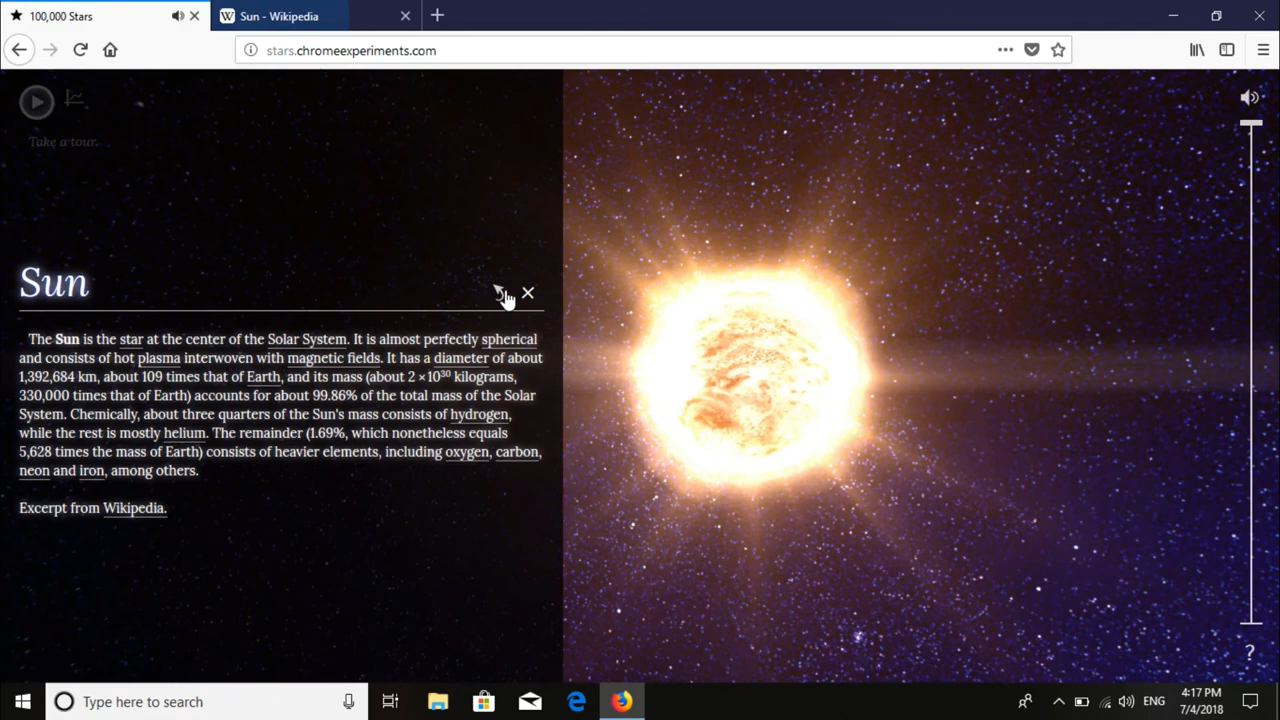 100,000 Stars
W Sun - Wikipedia
stars.chromeexperiments.com
Take a tour.
Sun
The Sun is the star at the center of the Solar System. It is almost perfectly spherical
and consists of hot plasma interwoven with magnetic fields. It has a diameter of about
1,392,684 km, about 109 times that of Earth, and its mass (about 2 ×10³⁰ kilograms,
330,000 times that of Earth) accounts for about 99.86% of the total mass of the Solar
System. Chemically, about three quarters of the Sun's mass consists of hydrogen,
while the rest is mostly helium. The remainder (1.69%, which nonetheless equals
5,628 times the mass of Earth) consists of heavier elements, including oxygen, carbon,
neon and iron, among others.
Excerpt from Wikipedia.
?
Type here to search
ENG
4:17 PM
7/4/2018